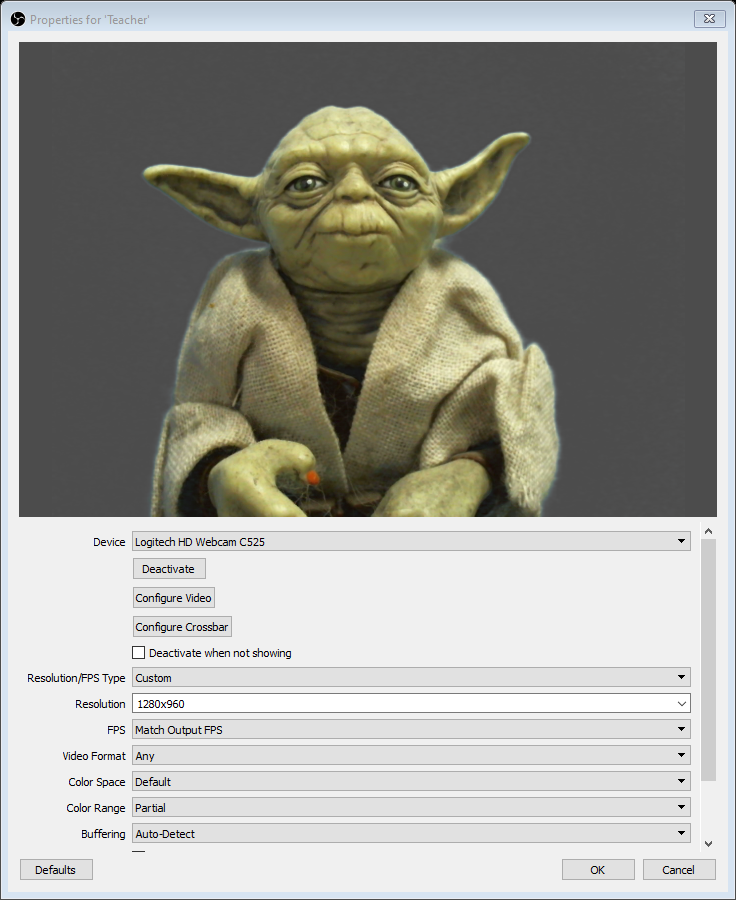 Properties for 'Teacher'
Device Logitech HD Webcam C525
Deactivate
Configure Video
Configure Crossbar
Deactivate when not showing
Resolution/FPS Type Custom
Resolution 1280x960
FPS Match Output FPS
Video Format Any
Color Space Default
Color Range Partial
Buffering Auto-Detect
Defaults OK Cancel